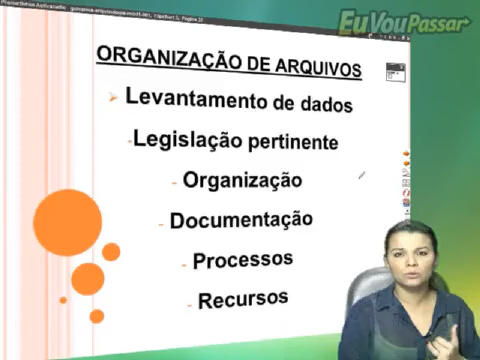 EuVouPassar
ORGANIZAÇÃO DE ARQUIVOS
Levantamento de dados
-Legislação pertinente
- Organização
- Documentação
- Processos
- Recursos